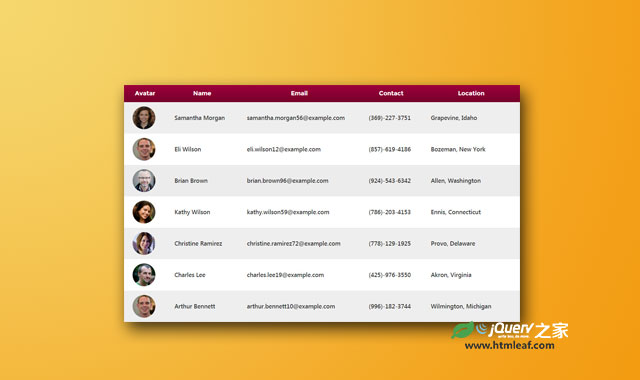 Avatar Name Email Contact Location
Samantha Morgan samantha.morgan56@example.com (369)-227-3751 Grapevine, Idaho
Eli Wilson eli.wilson12@example.com (857)-619-4186 Bozeman, New York
Brian Brown brian.brown96@example.com (924)-543-6342 Allen, Washington
Kathy Wilson kathy.wilson59@example.com (786)-203-4153 Ennis, Connecticut
Christine Ramirez christine.ramirez72@example.com (778)-129-1925 Provo, Delaware
Charles Lee charles.lee19@example.com (425)-976-3550 Akron, Virginia
Arthur Bennett arthur.bennett10@example.com (996)-182-3744 Wilmington, Michigan
jQuery之家
write less, do more.
www.htmleaf.com